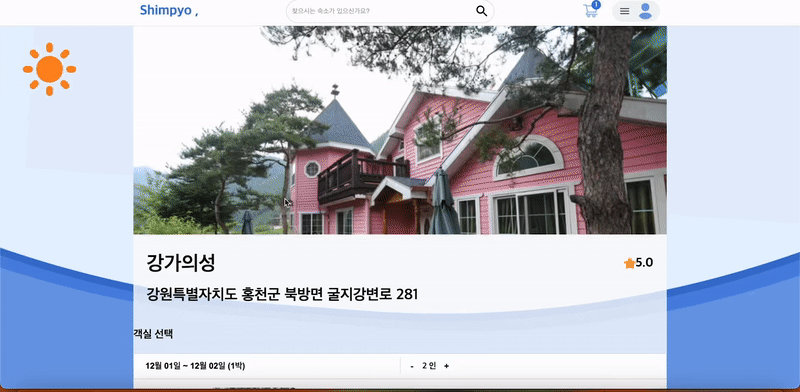 Shimpyo ,
찾으시는 숙소가 있으신가요?
1
강가의성
5.0
강원특별자치도 홍천군 북방면 굴지강변로 281
객실 선택
12월 01일 ~ 12월 02일 (1박)
- 2 인 +